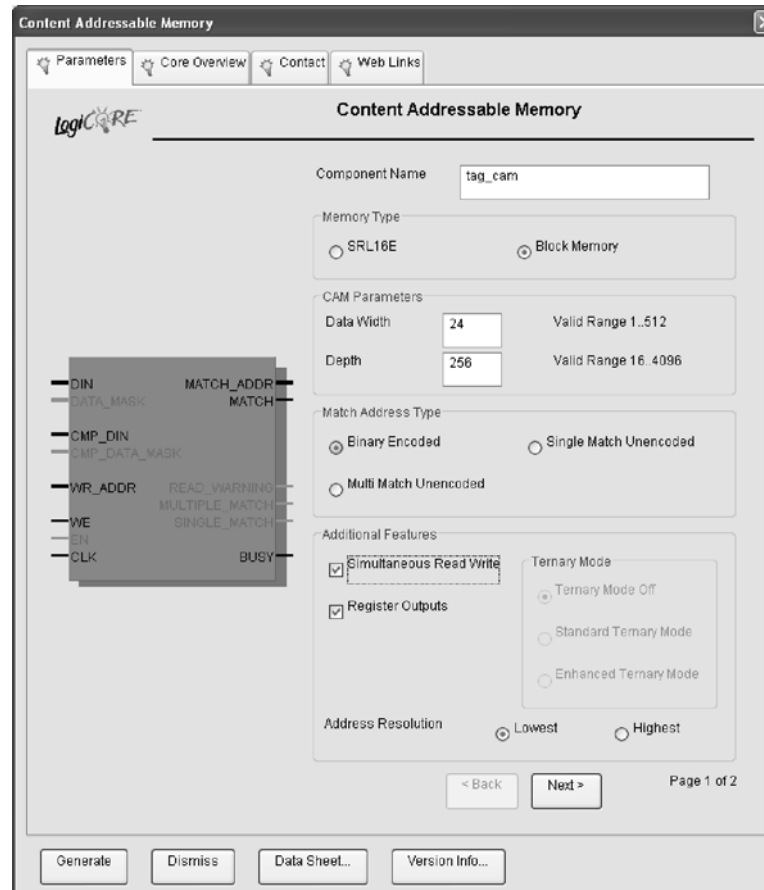 Content Addressable Memory
Parameters
Core Overview
Contact
Web Links
LogiCORE
Content Addressable Memory
Component Name
tag_cam
Memory Type
SRL16E
Block Memory
CAM Parameters
Data Width
24
Valid Range 1..512
Depth
256
Valid Range 16..4096
DIN
MATCH_ADDR
DATA_MASK
MATCH
CMP_DIN
CMP_DATA_MASK
WR_ADDR
READ_WARNING
MULTIPLE_MATCH
WE
SINGLE_MATCH
EN
CLK
BUSY
Match Address Type
Binary Encoded
Single Match Unencoded
Multi Match Unencoded
Additional Features
Simultaneous Read Write
Register Outputs
Ternary Mode
Ternary Mode Off
Standard Ternary Mode
Enhanced Ternary Mode
Address Resolution
Lowest
Highest
< Back
Next >
Page 1 of 2
Generate
Dismiss
Data Sheet...
Version Info...